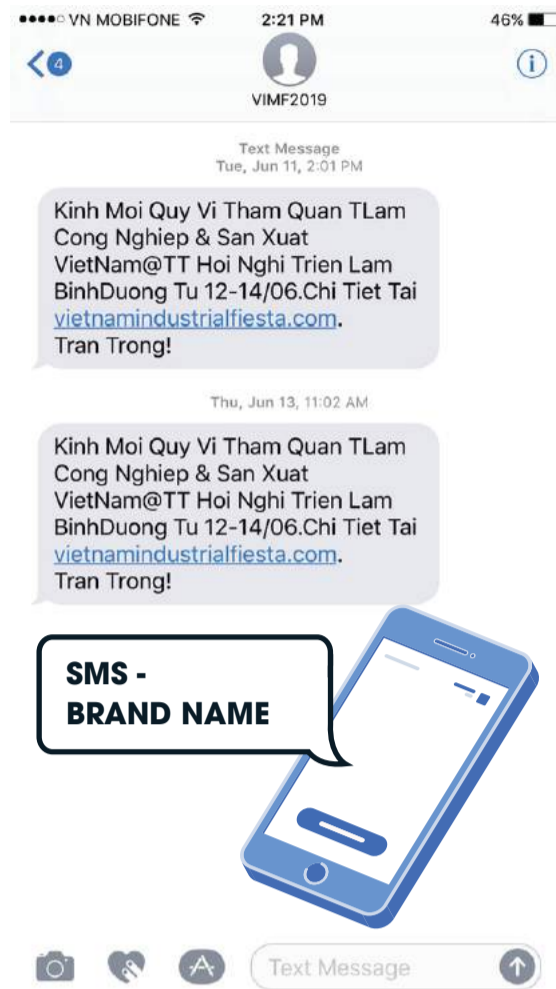 VN MOBIFONE 2:21 PM 46%
4
VIMF2019
Text Message
Tue, Jun 11, 2:01 PM
Kinh Moi Quy Vi Tham Quan TLam
Cong Nghiep & San Xuat
VietNam@TT Hoi Nghi Trien Lam
BinhDuong Tu 12-14/06.Chi Tiet Tai
vietnamindustrialfiesta.com.
Tran Trong!
Thu, Jun 13, 11:02 AM
Kinh Moi Quy Vi Tham Quan TLam
Cong Nghiep & San Xuat
VietNam@TT Hoi Nghi Trien Lam
BinhDuong Tu 12-14/06.Chi Tiet Tai
vietnamindustrialfiesta.com.
Tran Trong!
SMS -
BRAND NAME
Text Message